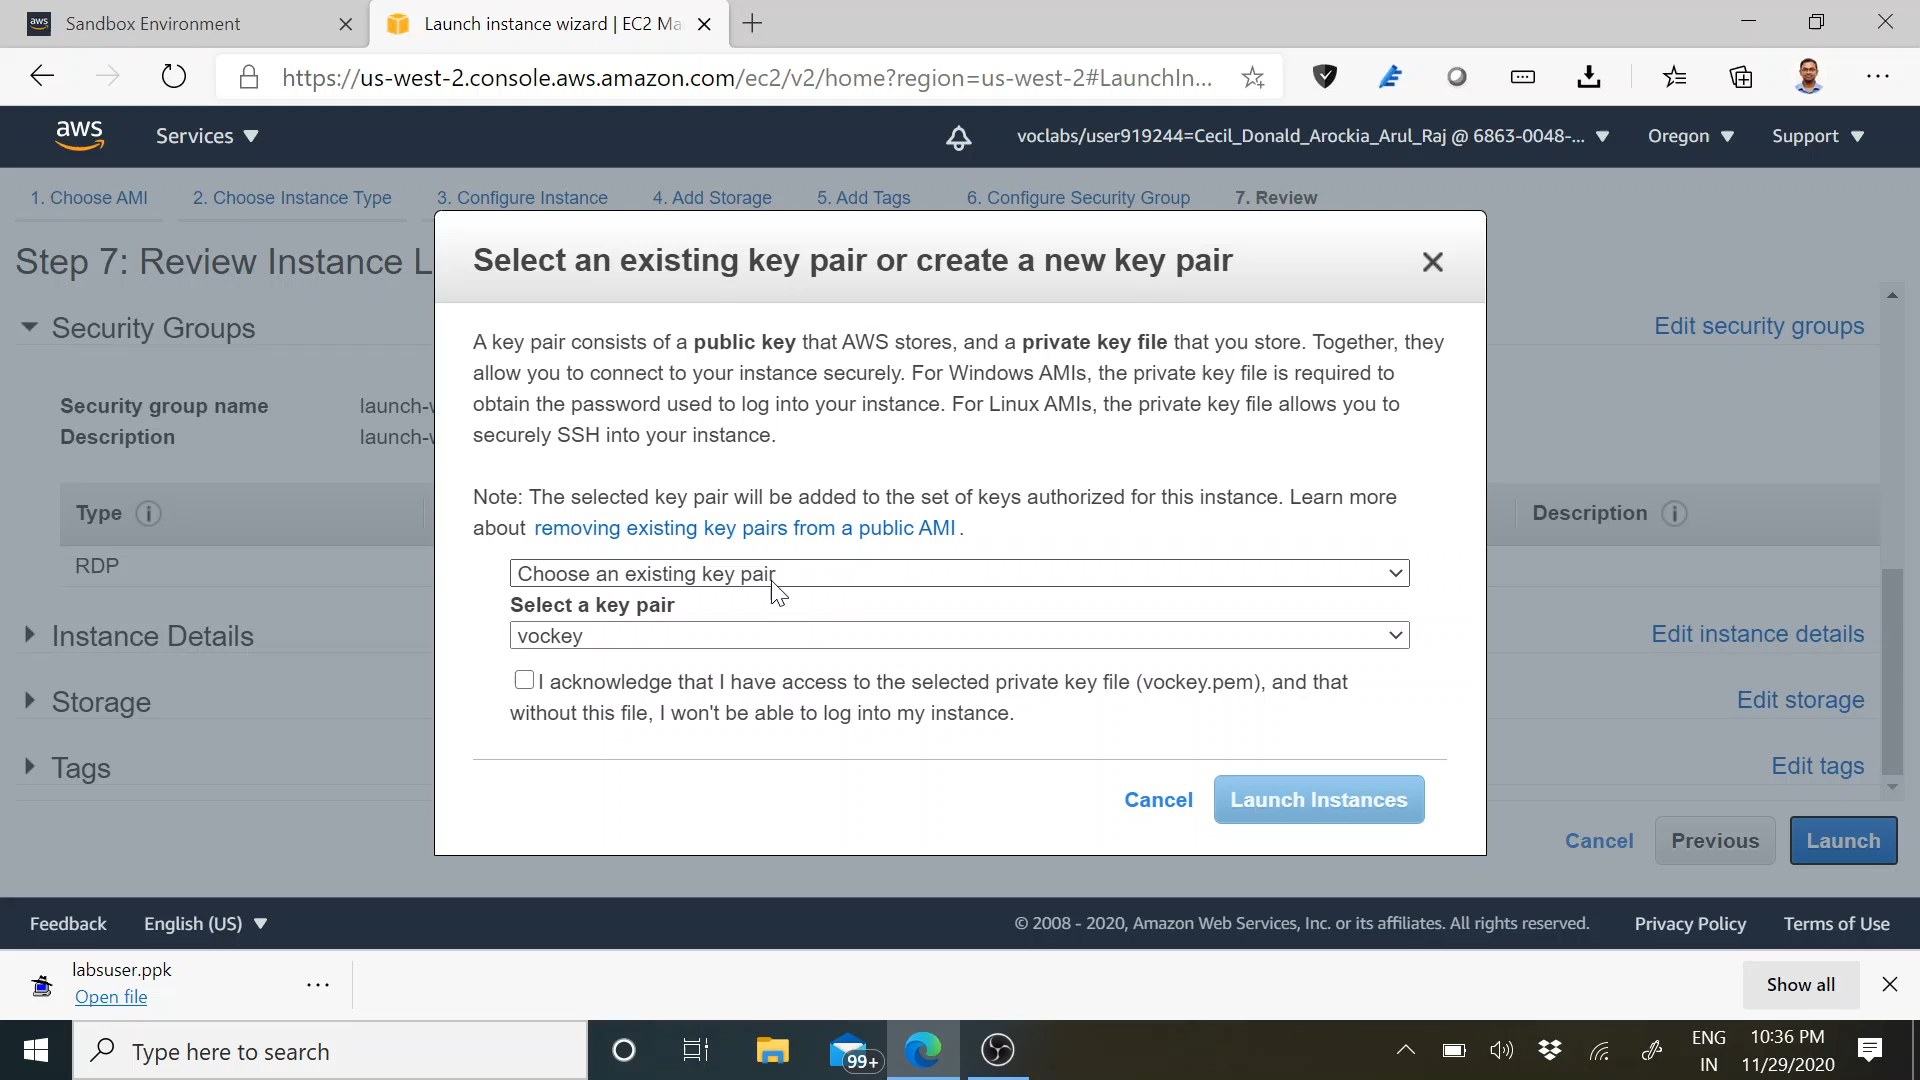 aws Sandbox Environment
Launch instance wizard | EC2 Ma
https://us-west-2.console.aws.amazon.com/ec2/v2/home?region=us-west-2#LaunchIn...
aws Services voclabs/user919244=Cecil_Donald_Arockia_Arul_Raj @ 6863-0048-... Oregon Support
1. Choose AMI 2. Choose Instance Type 3. Configure Instance 4. Add Storage 5. Add Tags 6. Configure Security Group 7. Review
Step 7: Review Instance L
Security Groups
Edit security groups
Security group name launch-
Description launch-
Type i
Description i
RDP
Instance Details
Edit instance details
Storage
Edit storage
Tags
Edit tags
Select an existing key pair or create a new key pair
A key pair consists of a public key that AWS stores, and a private key file that you store. Together, they
allow you to connect to your instance securely. For Windows AMIs, the private key file is required to
obtain the password used to log into your instance. For Linux AMIs, the private key file allows you to
securely SSH into your instance.
Note: The selected key pair will be added to the set of keys authorized for this instance. Learn more
about removing existing key pairs from a public AMI .
Choose an existing key pair
Select a key pair
vockey
I acknowledge that I have access to the selected private key file (vockey.pem), and that
without this file, I won't be able to log into my instance.
Cancel Launch Instances
Cancel Previous Launch
Feedback English (US) © 2008 - 2020, Amazon Web Services, Inc. or its affiliates. All rights reserved. Privacy Policy Terms of Use
labsuser.ppk
Open file
Show all
Type here to search
99+
ENG 10:36 PM
IN 11/29/2020